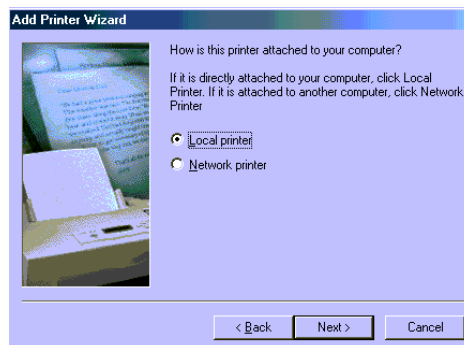 Add Printer Wizard
How is this printer attached to your computer?
If it is directly attached to your computer, click Local
Printer. If it is attached to another computer, click Network
Printer
Local printer
Network printer
< Back Next > Cancel